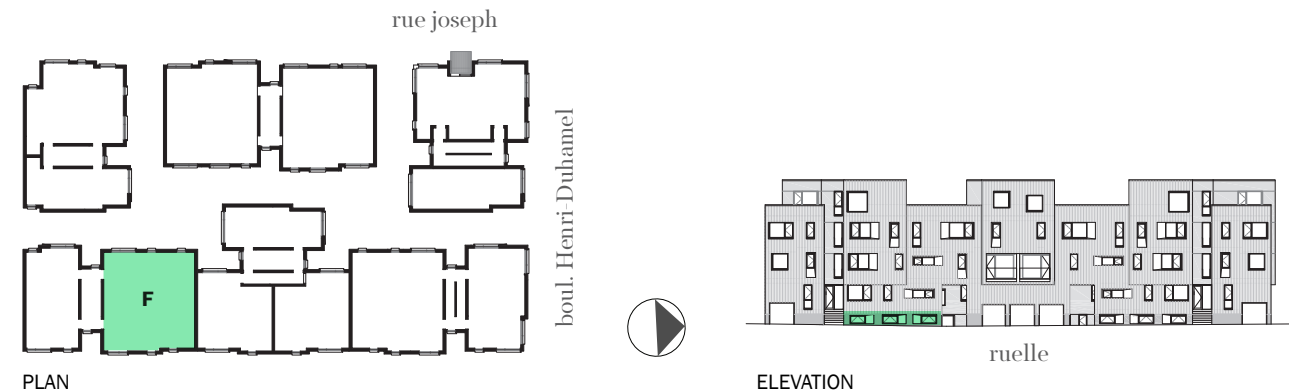 rue joseph
boul. Henri-Duhamel
F
ruelle
PLAN
ELEVATION